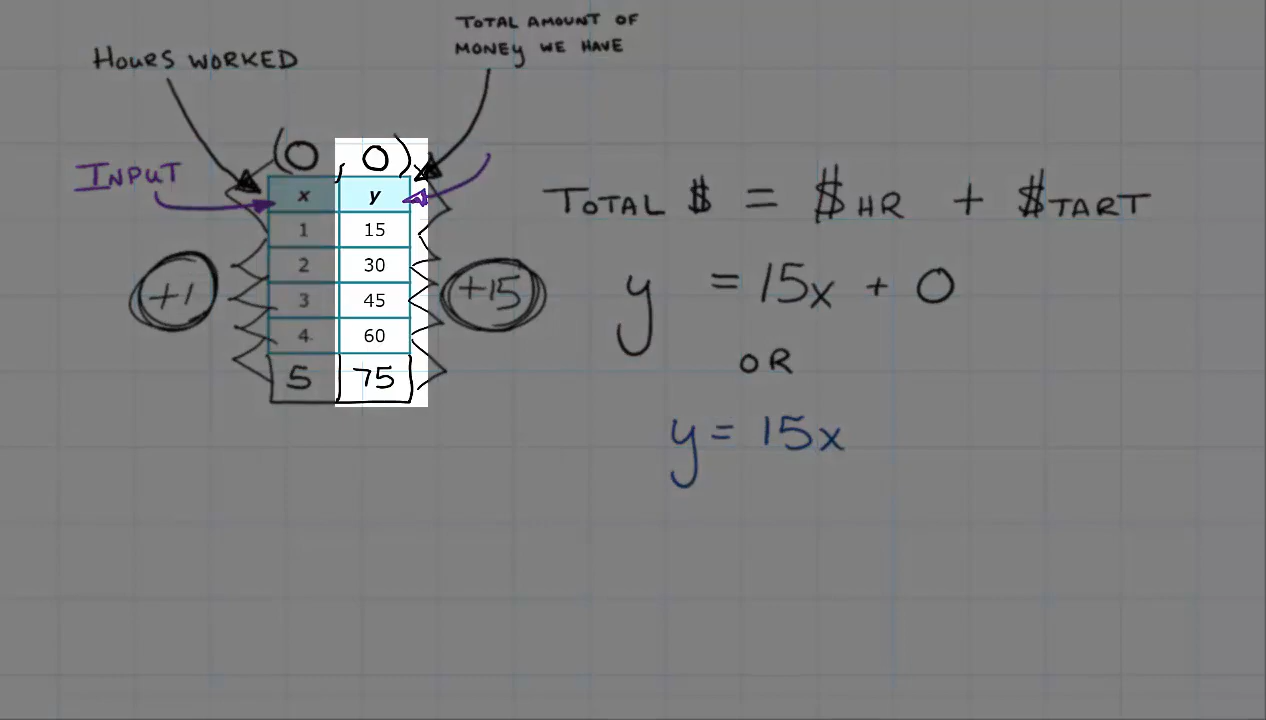 TOTAL AMOUNT OF
MONEY WE HAVE
HOURS WORKED
(0, 0)
INPUT
x y
1 15
2 30
3 45
4 60
5 75
+1
+15
TOTAL $ = $HR + $TART
y = 15x + 0
OR
y = 15x